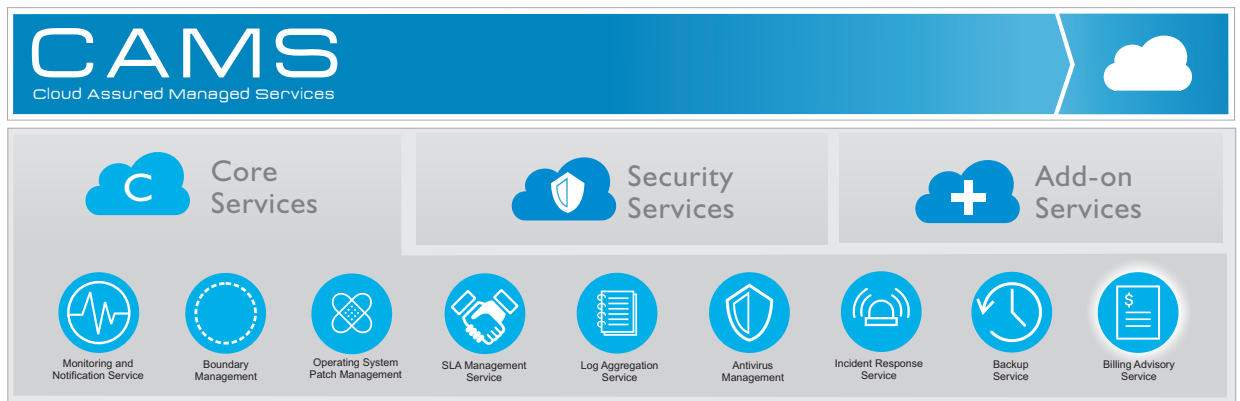 CAMS
Cloud Assured Managed Services
C
Core
Services
Security
Services
Add-on
Services
$
Monitoring and
Notification Service
Boundary
Management
Operating System
Patch Management
SLA Management
Service
Log Aggregation
Service
Antivirus
Management
Incident Response
Service
Backup
Service
Billing Advisory
Service